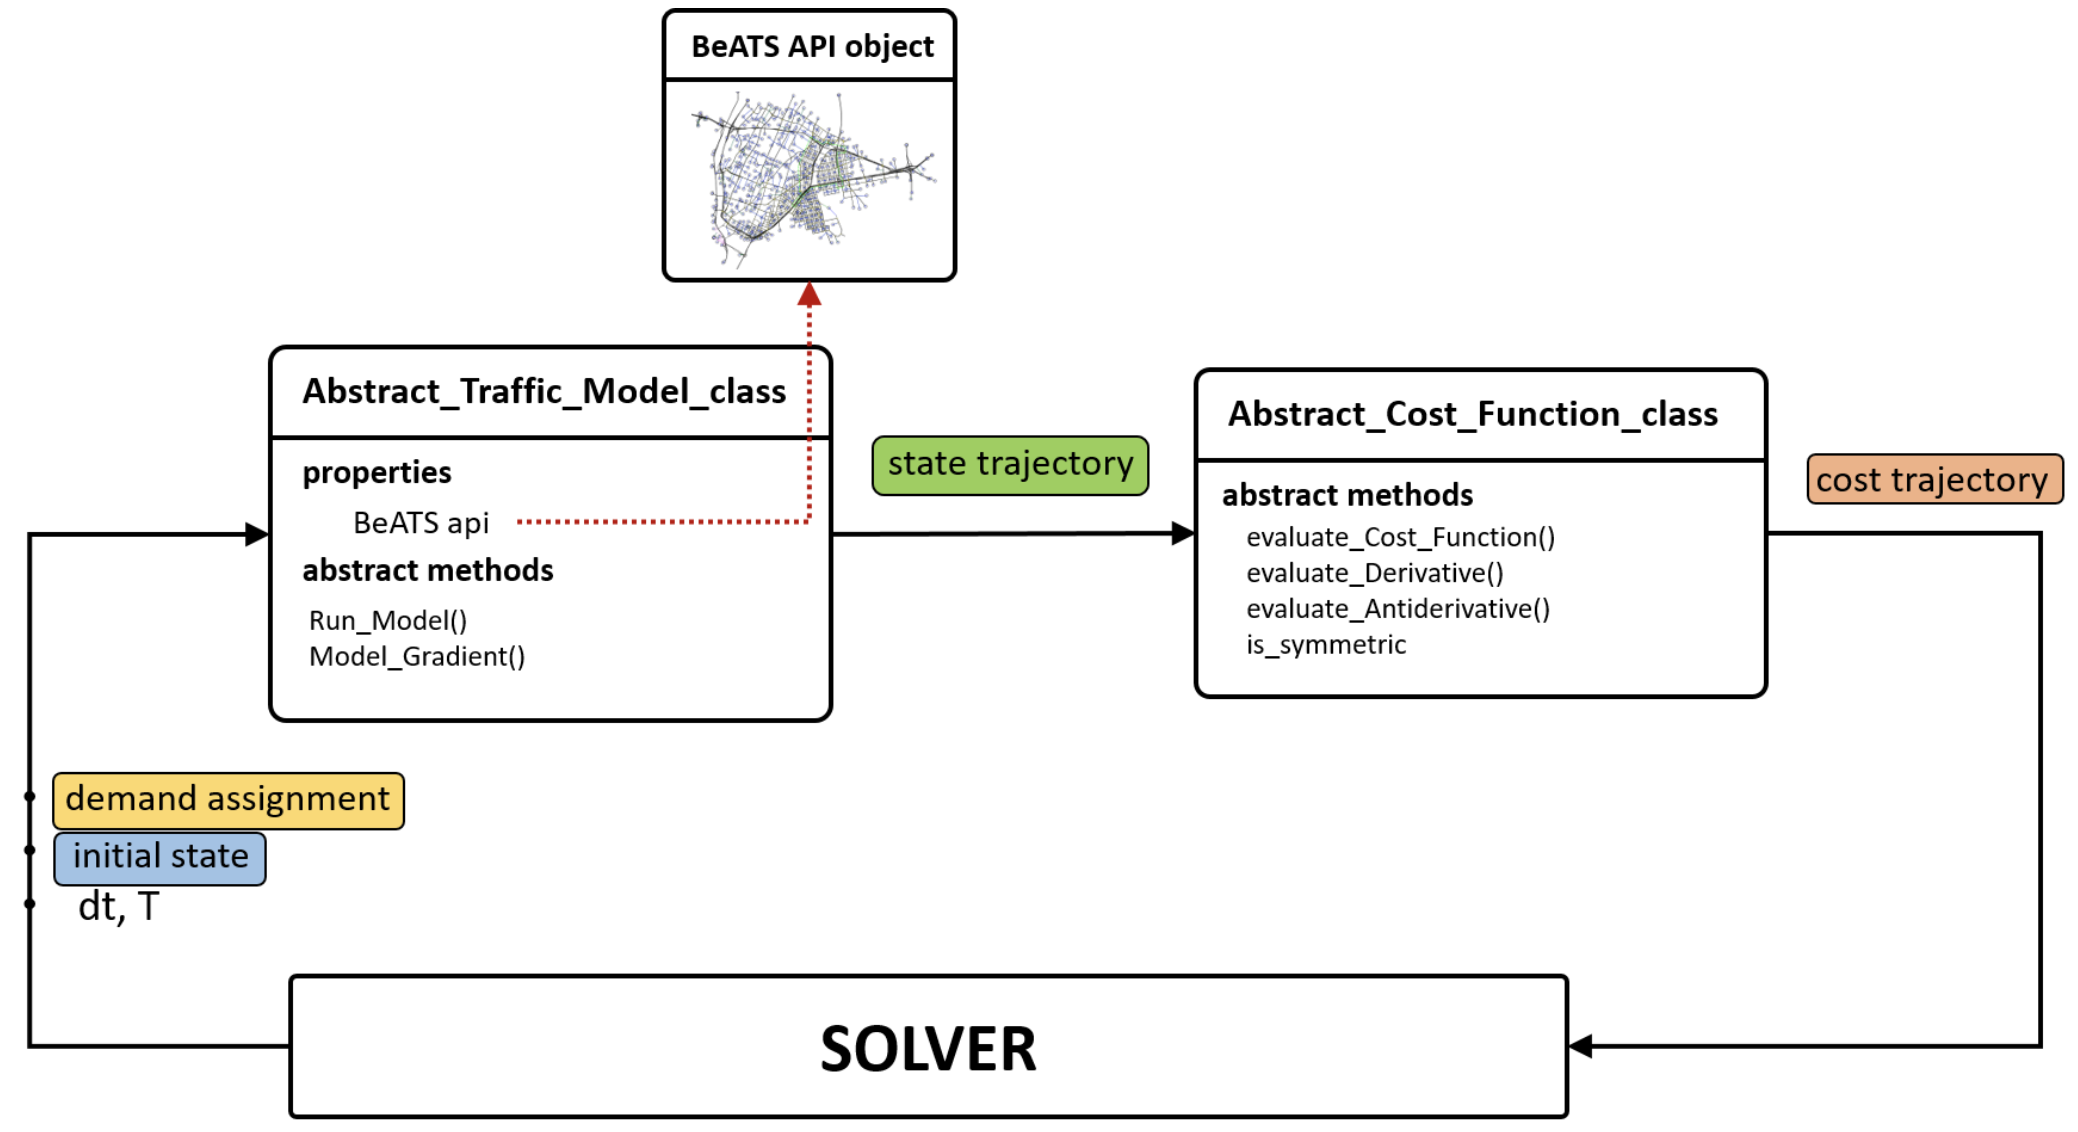 BeATS API object
Abstract_Traffic_Model_class
properties
BeATS api
abstract methods
Run_Model()
Model_Gradient()
state trajectory
Abstract_Cost_Function_class
abstract methods
evaluate_Cost_Function()
evaluate_Derivative()
evaluate_Antiderivative()
is_symmetric
cost trajectory
demand assignment
initial state
dt, T
SOLVER